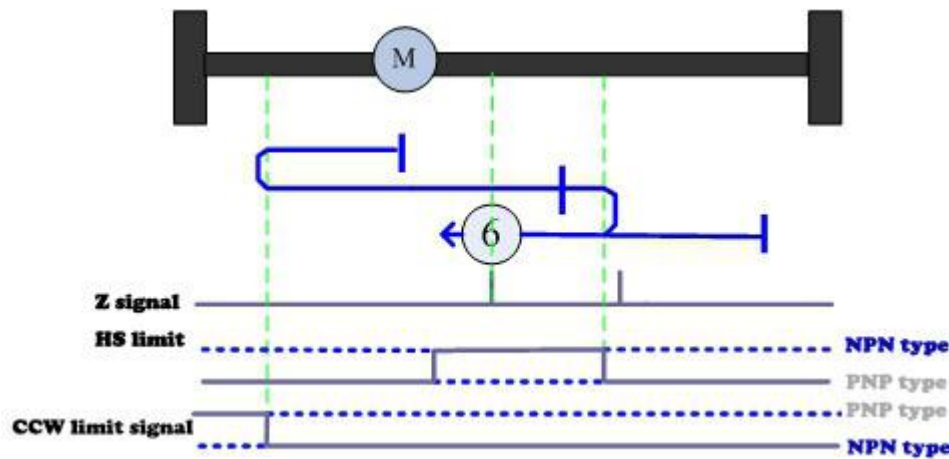 M
6
Z signal
HS limit
NPN type
PNP type
PNP type
CCW limit signal
NPN type